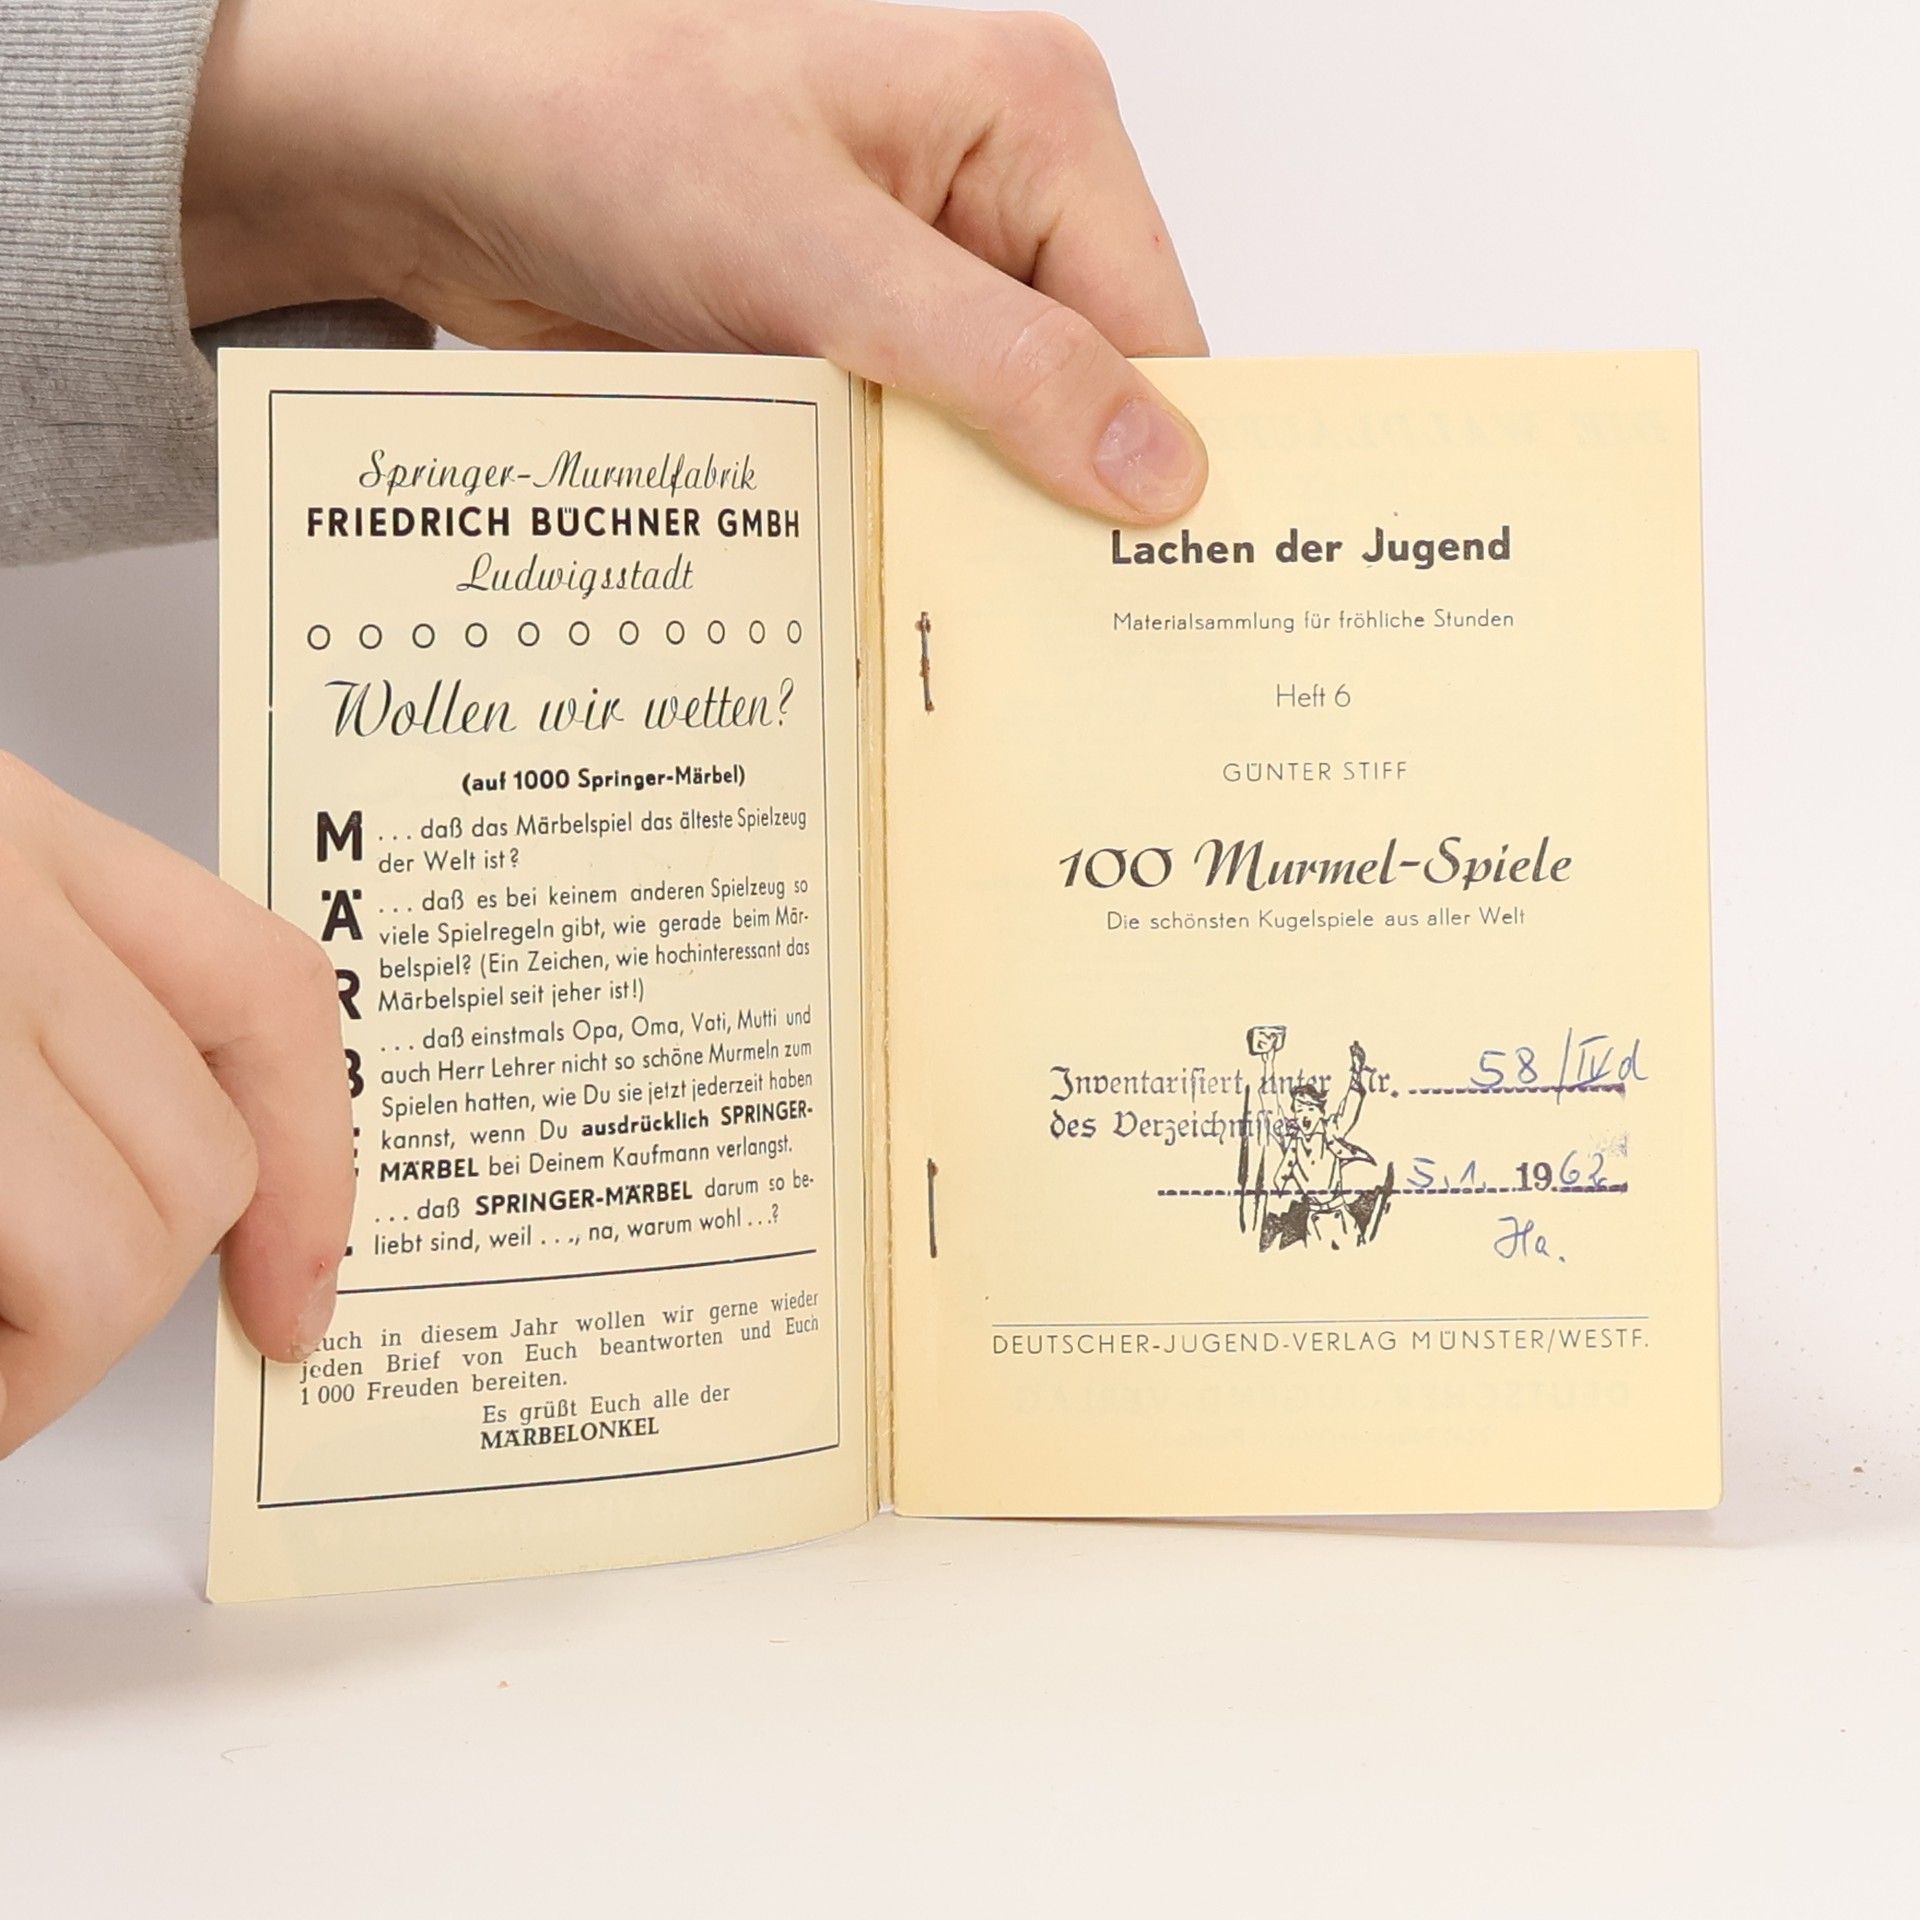 Springer-Murmelfabrik
FRIEDRICH BÜCHNER GMBH
Ludwigsstadt
Wollen wir wetten?
(auf 1000 Springer-Märbel)
M
Ä
R
B
E
L
... daß das Märbelspiel das älteste Spielzeug
der Welt ist?
... daß es bei keinem anderen Spielzeug so
viele Spielregeln gibt, wie gerade beim Mär-
belspiel? (Ein Zeichen, wie hochinteressant das
Märbelspiel seit jeher ist!)
... daß einstmals Opa, Oma, Vati, Mutti und
auch Herr Lehrer nicht so schöne Murmeln zum
Spielen hatten, wie Du sie jetzt jederzeit haben
kannst, wenn Du ausdrücklich SPRINGER-
MÄRBEL bei Deinem Kaufmann verlangst.
... daß SPRINGER-MÄRBEL darum so be-
liebt sind, weil ..., na, warum wohl ...?
Auch in diesem Jahr wollen wir gerne wieder
jeden Brief von Euch beantworten und Euch
1 000 Freuden bereiten.
Es grüßt Euch alle der
MÄRBELONKEL
Lachen der Jugend
Materialsammlung für fröhliche Stunden
Heft 6
GÜNTER STIFF
100 Murmel-Spiele
Die schönsten Kugelspiele aus aller Welt
Inventarisiert unter Nr. 58/IVd
des Verzeichnisses
5.1. 1962
Ha.
DEUTSCHER-JUGEND-VERLAG MÜNSTER/WESTF.